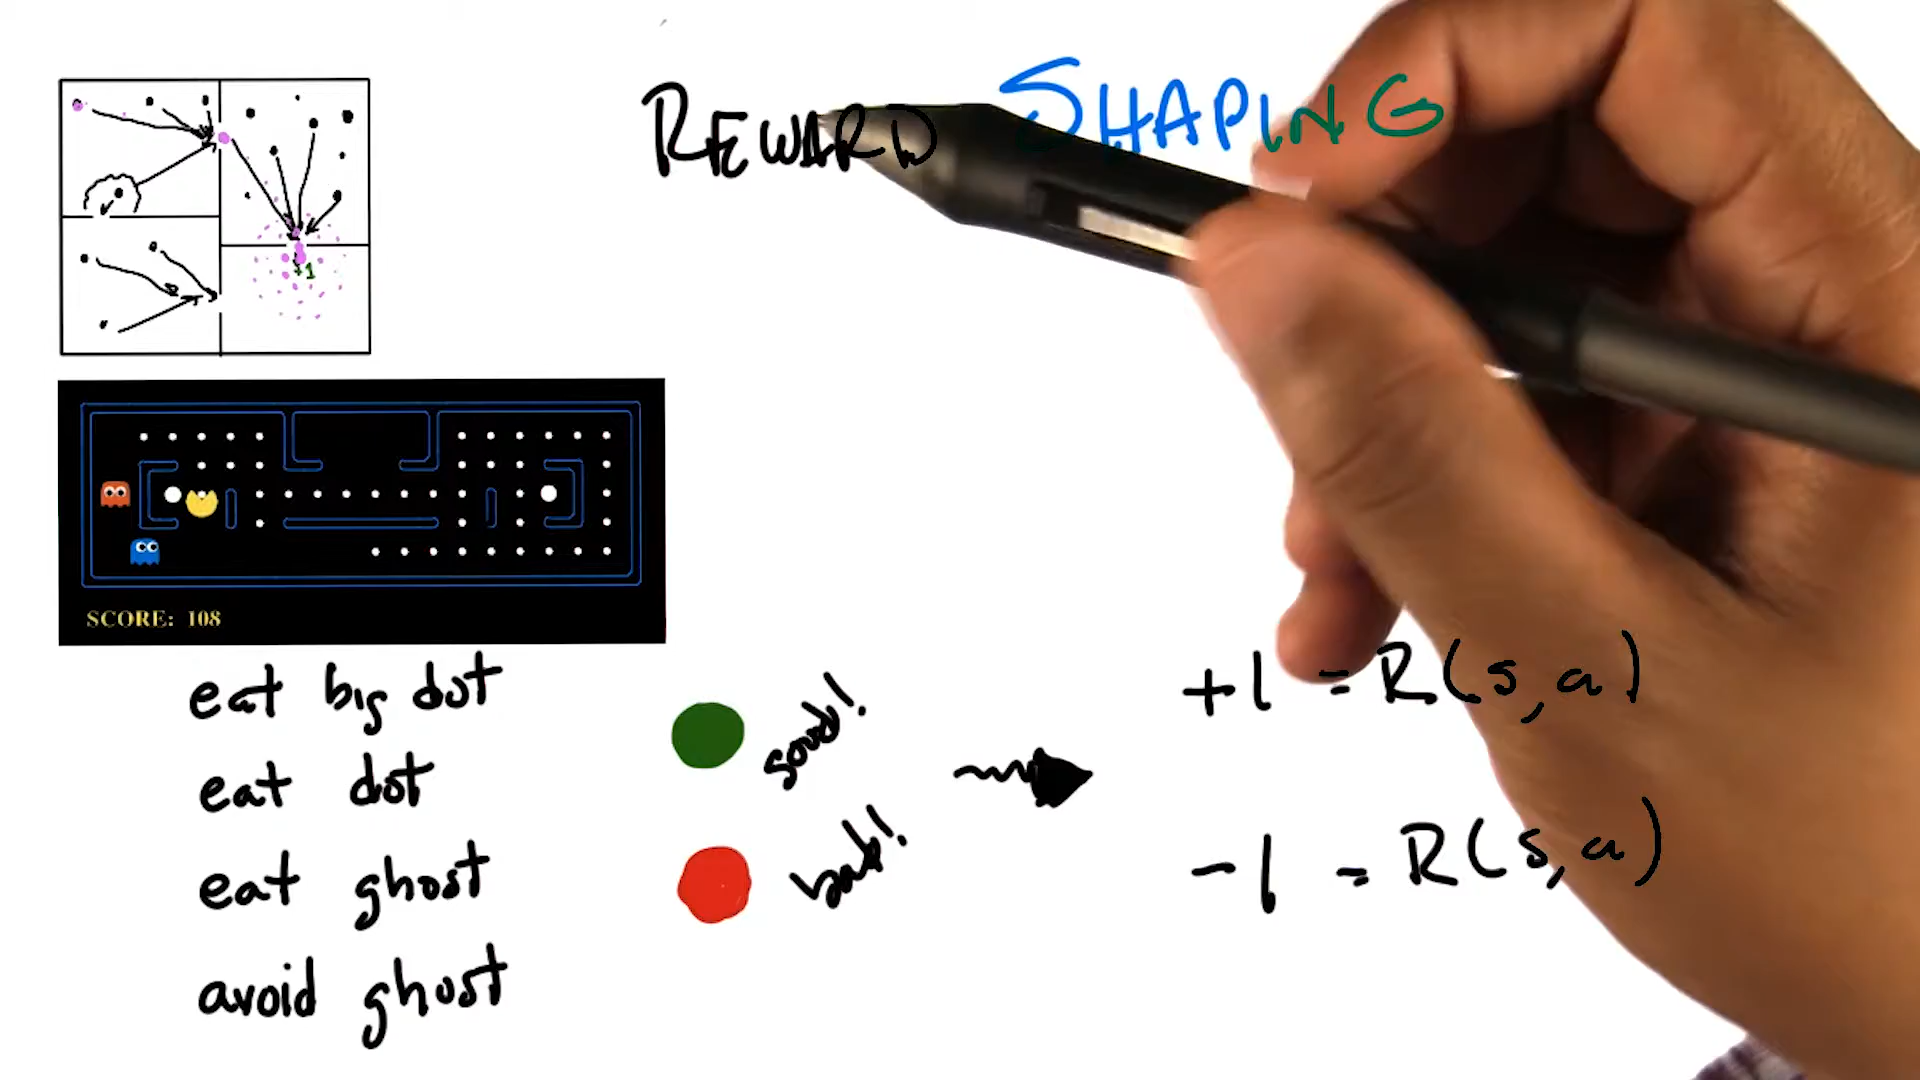 REWARD SHAPING
+1
SCORE: 108
eat big dot
eat dot
eat ghost
avoid ghost
good!
bad!
+1 = R(s,a)
-1 = R(s,a)